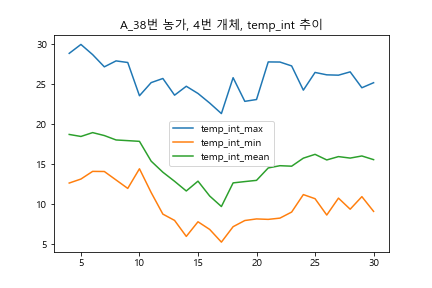 A_38번 농가, 4번 개체, temp_int 추이
30
25
20
15
10
5
temp_int_max
temp_int_min
temp_int_mean
5 10 15 20 25 30